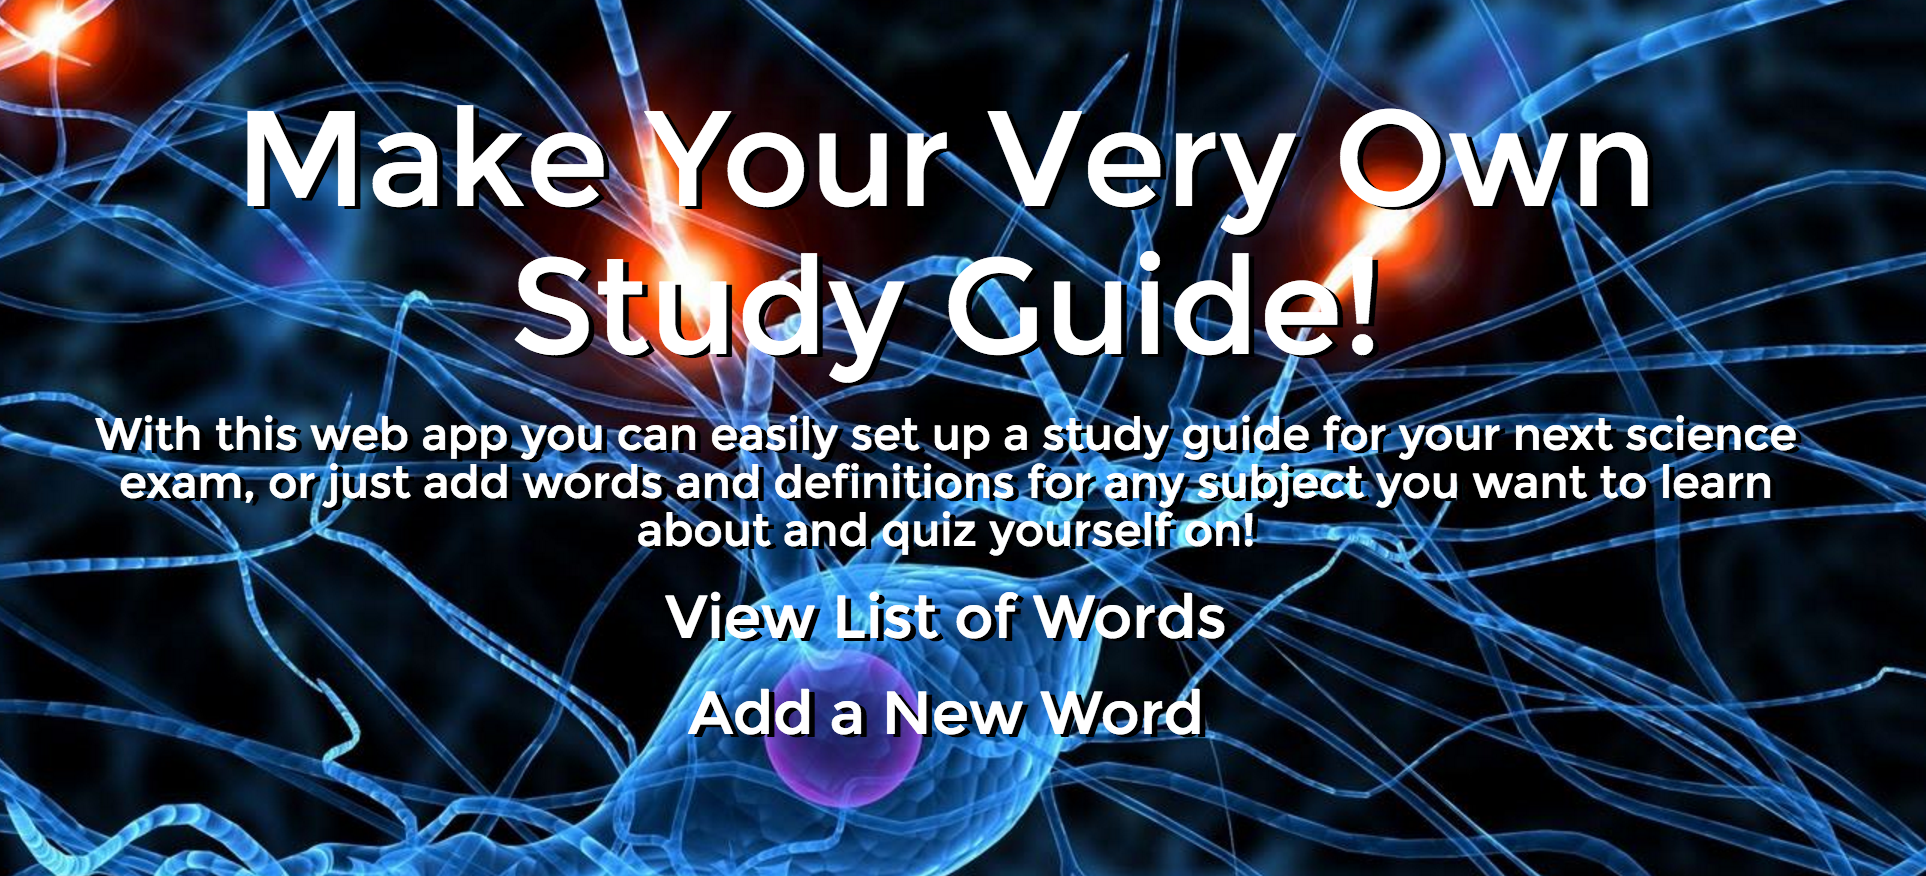 Make Your Very Own
Study Guide!
With this web app you can easily set up a study guide for your next science
exam, or just add words and definitions for any subject you want to learn
about and quiz yourself on!
View List of Words
Add a New Word